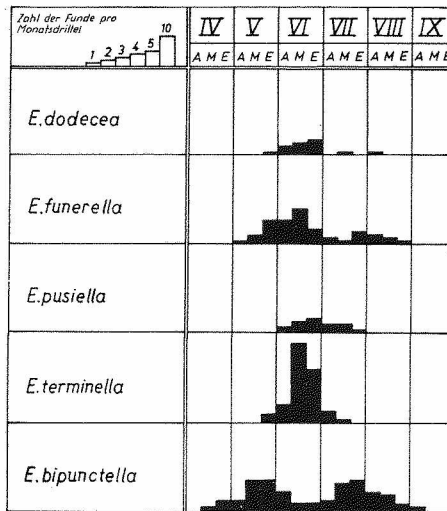 Zahl der Funde pro
Monatsdrittel
1 2 3 4 5 10
IV V VI VII VIII IX
A M E A M E A M E A M E A M E A M E
E.dodecea
E.funerella
E.pusiella
E.terminella
E.bipunctella